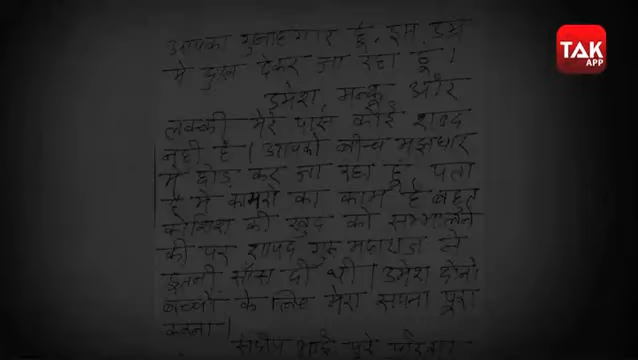 आपका गुनाहगार हूँ, इस उम्र
में दुख देकर जा रहा हूँ।
उमेश, मन्कू और
लक्की मेरे पास कोई शब्द
नहीं है। आपको बीच मझधार
में छोड़ कर जा रहा हूं, पता
है ये कायरो का काम है बहुत
कोशिश की खुद को सम्भालने
की पर शायद गुरु महाराज ने
इतनी साँस दी थी। उमेश दोनो
बच्चों के लिए मेरा सपना पूरा
करना।
संदीप भाई पूरे
TAK
APP